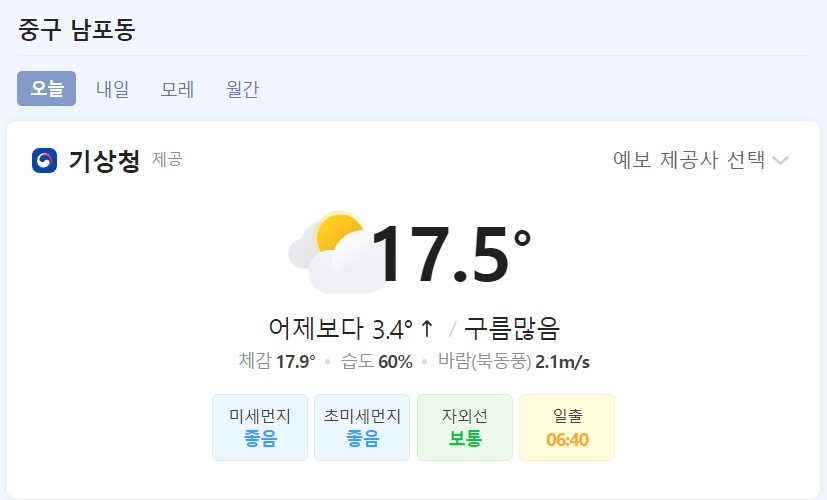 중구 남포동
오늘 내일 모레 월간
기상청 제공 예보 제공사 선택
17.5°
어제보다 3.4° ↑ / 구름많음
체감 17.9° • 습도 60% • 바람(북동풍) 2.1m/s
미세먼지 초미세먼지 자외선 일출
좋음 좋음 보통 06:40